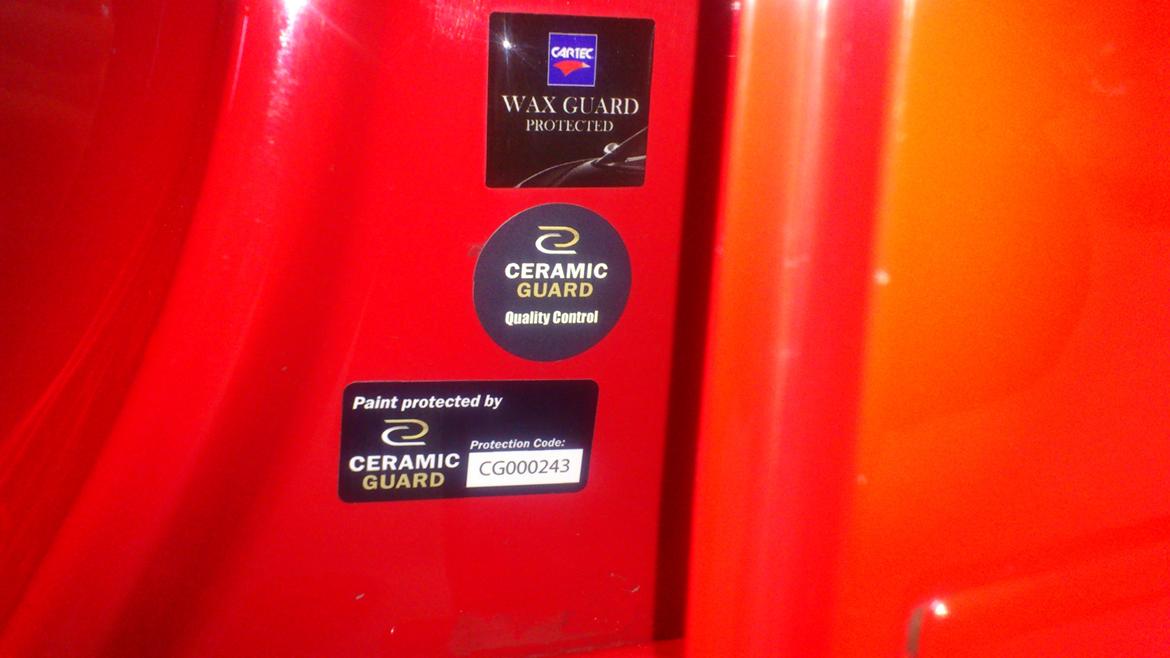 CARTEC
WAX GUARD
PROTECTED
CERAMIC
GUARD
Quality Control
Paint protected by
CERAMIC
GUARD
Protection Code:
CG000243